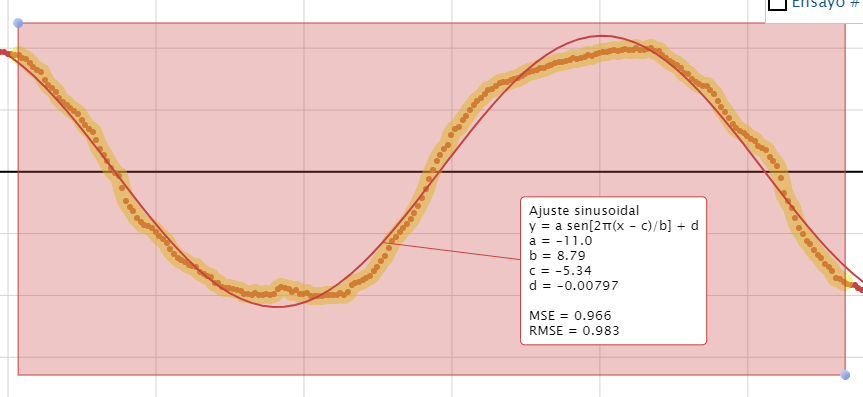 Ensayo #
Ajuste sinusoidal
y = a sen[2π(x − c)/b] + d
a = −11.0
b = 8.79
c = −5.34
d = −0.00797
MSE = 0.966
RMSE = 0.983